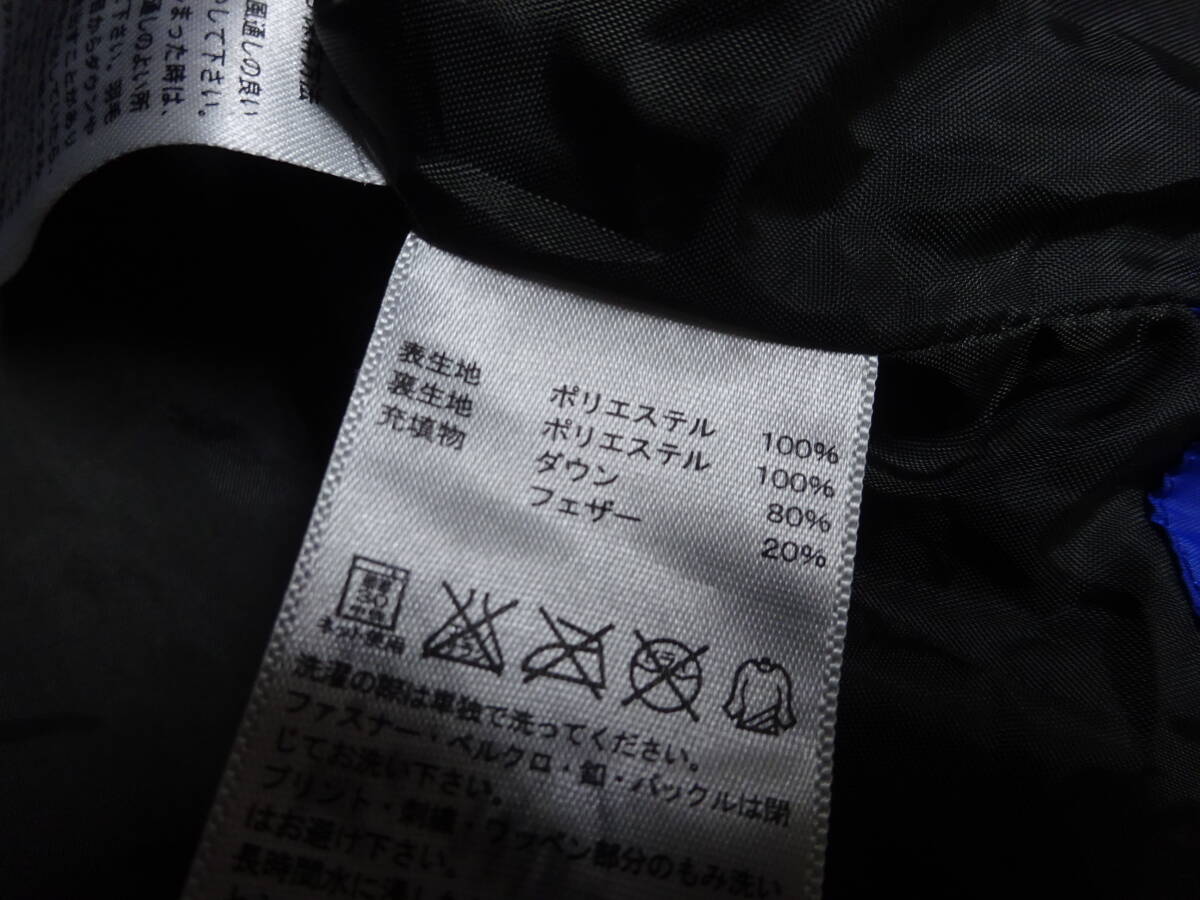 法
風通しの良い
して下さい。
まった時は、
通しのよい所
下さい。
表生地 ポリエステル 100%
裏生地 ポリエステル 100%
充填物 ダウン 80%
フェザー 20%
ネット使用
洗濯の際は単独で洗ってください。
ファスナー・ベルクロ・釦・バックルは閉
じてお洗い下さい。
プリント・刺繍・ワッペン部分のもみ洗い
はお避け下さい。
長時間水に浸した